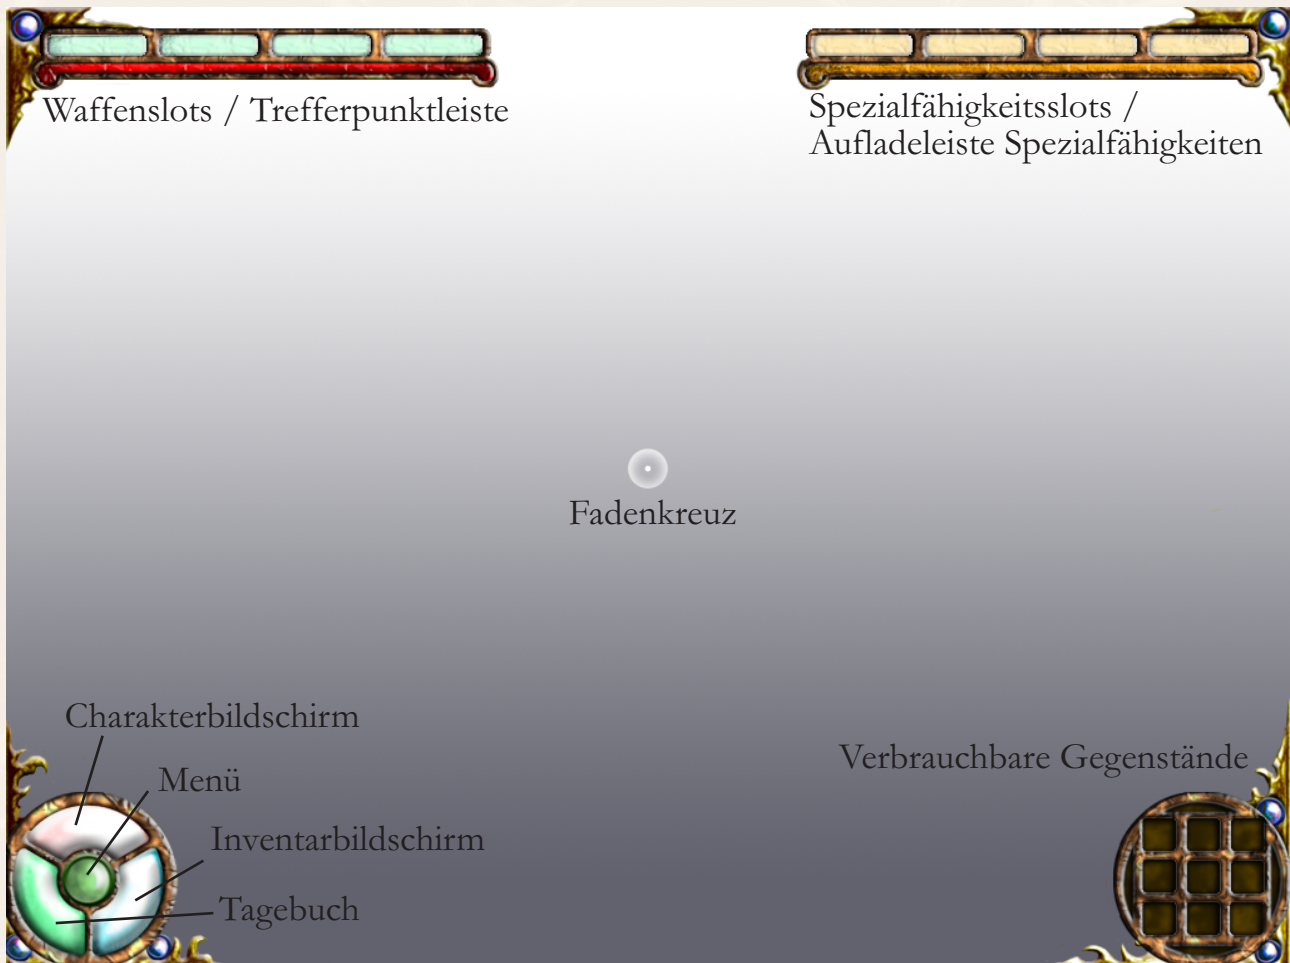 Waffenslots / Trefferpunktleiste
Spezialfähigkeitsslots /
Aufladeleiste Spezialfähigkeiten
Fadenkreuz
Charakterbildschirm
Menü
Inventarbildschirm
Tagebuch
Verbrauchbare Gegenstände